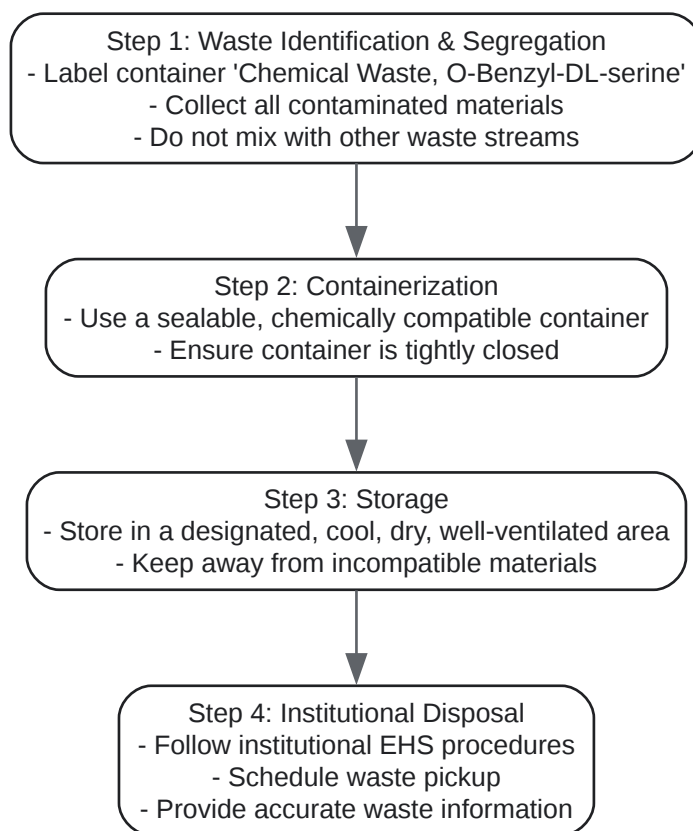 Step 1: Waste Identification & Segregation
- Label container 'Chemical Waste, O-Benzyl-DL-serine'
- Collect all contaminated materials
- Do not mix with other waste streams
Step 2: Containerization
- Use a sealable, chemically compatible container
- Ensure container is tightly closed
Step 3: Storage
- Store in a designated, cool, dry, well-ventilated area
- Keep away from incompatible materials
Step 4: Institutional Disposal
- Follow institutional EHS procedures
- Schedule waste pickup
- Provide accurate waste information